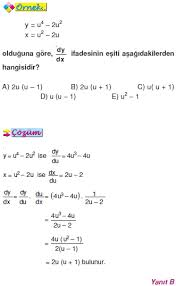 Örnek.
y = u⁴ – 2u²
x = u² – 2u
olduğuna göre, dy/dx ifadesinin eşiti aşağıdakilerden
hangisidir?
A) 2u (u – 1) B) 2u (u + 1) C) u( u + 1)
D) u (u – 1) E) u² – 1
Çözüm
y = u⁴ – 2u² ise dy/du = 4u³ – 4u
x = u² – 2u ise dx/du = 2u – 2
dy/dx = dy/du . du/dx = (4u³ – 4u) . 1/2u – 2
= 4u³ – 4u/2u – 2
= 4u (u² – 1)/2(u – 1)
= 2u (u + 1) bulunur.
Yanıt B